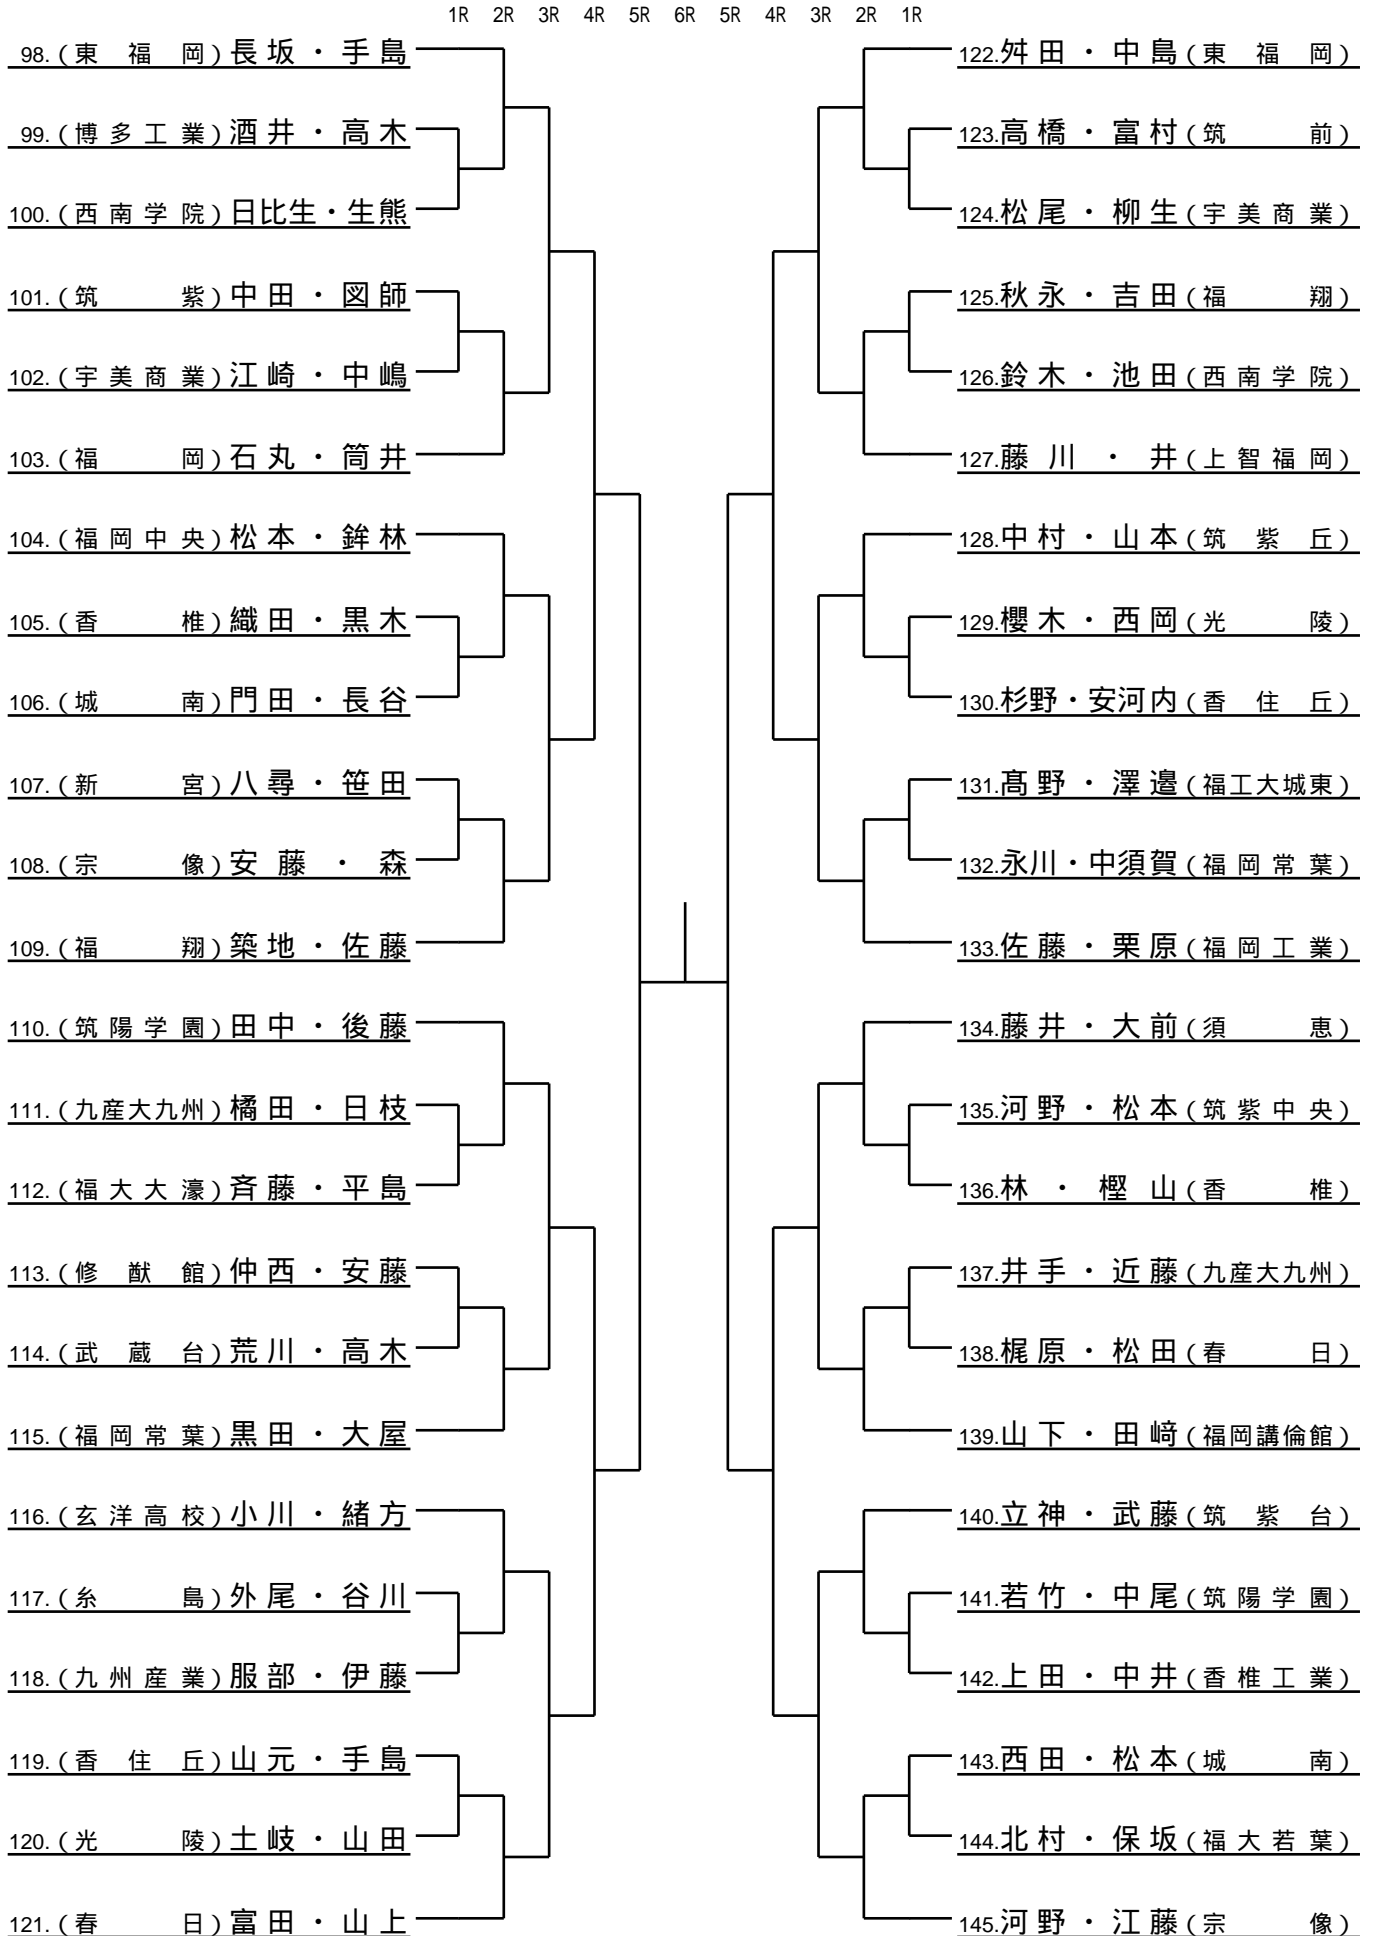 1R 2R 3R 4R 5R 6R 5R 4R 3R 2R 1R
98.(東福岡)長坂・手島
99.(博多工業)酒井・高木
100.(西南学院)日比生・生熊
101.(筑紫)中田・図師
102.(宇美商業)江崎・中嶋
103.(福岡)石丸・筒井
104.(福岡中央)松本・鉾林
105.(香椎)織田・黒木
106.(城南)門田・長谷
107.(新宮)八尋・笹田
108.(宗像)安藤・森
109.(福翔)築地・佐藤
110.(筑陽学園)田中・後藤
111.(九産大九州)橘田・日枝
112.(福大大濠)斉藤・平島
113.(修猷館)仲西・安藤
114.(武蔵台)荒川・高木
115.(福岡常葉)黒田・大屋
116.(玄洋高校)小川・緒方
117.(糸島)外尾・谷川
118.(九州産業)服部・伊藤
119.(香住丘)山元・手島
120.(光陵)土岐・山田
121.(春日)富田・山上
122.舛田・中島(東福岡)
123.高橋・富村(筑前)
124.松尾・柳生(宇美商業)
125.秋永・吉田(福翔)
126.鈴木・池田(西南学院)
127.藤川・井(上智福岡)
128.中村・山本(筑紫丘)
129.櫻木・西岡(光陵)
130.杉野・安河内(香住丘)
131.髙野・澤邉(福工大城東)
132.永川・中須賀(福岡常葉)
133.佐藤・栗原(福岡工業)
134.藤井・大前(須恵)
135.河野・松本(筑紫中央)
136.林・樫山(香椎)
137.井手・近藤(九産大九州)
138.梶原・松田(春日)
139.山下・田﨑(福岡講倫館)
140.立神・武藤(筑紫台)
141.若竹・中尾(筑陽学園)
142.上田・中井(香椎工業)
143.西田・松本(城南)
144.北村・保坂(福大若葉)
145.河野・江藤(宗像)